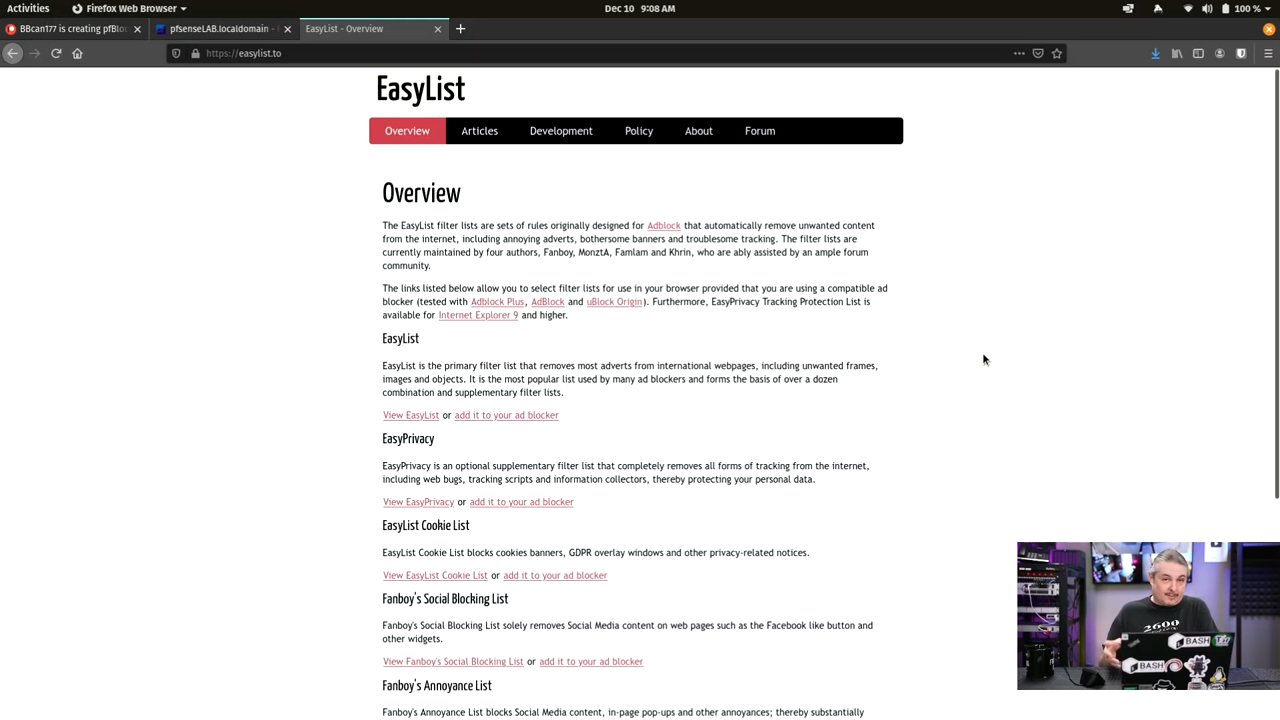 Activities
Firefox Web Browser
Dec 10 9:08 AM
100 %
BBcan177 is creating pfBlo
pfsenseLAB.localdomain -
EasyList - Overview
https://easylist.to
EasyList
Overview Articles Development Policy About Forum
Overview
The EasyList filter lists are sets of rules originally designed for Adblock that automatically remove unwanted content
from the internet, including annoying adverts, bothersome banners and troublesome tracking. The filter lists are
currently maintained by four authors, Fanboy, MonztA, Famlam and Khrin, who are ably assisted by an ample forum
community.
The links listed below allow you to select filter lists for use in your browser provided that you are using a compatible ad
blocker (tested with Adblock Plus, AdBlock and uBlock Origin). Furthermore, EasyPrivacy Tracking Protection List is
available for Internet Explorer 9 and higher.
EasyList
EasyList is the primary filter list that removes most adverts from international webpages, including unwanted frames,
images and objects. It is the most popular list used by many ad blockers and forms the basis of over a dozen
combination and supplementary filter lists.
View EasyList or add it to your ad blocker
EasyPrivacy
EasyPrivacy is an optional supplementary filter list that completely removes all forms of tracking from the internet,
including web bugs, tracking scripts and information collectors, thereby protecting your personal data.
View EasyPrivacy or add it to your ad blocker
EasyList Cookie List
EasyList Cookie List blocks cookies banners, GDPR overlay windows and other privacy-related notices.
View EasyList Cookie List or add it to your ad blocker
Fanboy's Social Blocking List
Fanboy's Social Blocking List solely removes Social Media content on web pages such as the Facebook like button and
other widgets.
View Fanboy's Social Blocking List or add it to your ad blocker
Fanboy's Annoyance List
Fanboy's Annoyance List blocks Social Media content, in-page pop-ups and other annoyances; thereby substantially
2600
BASH
BASH